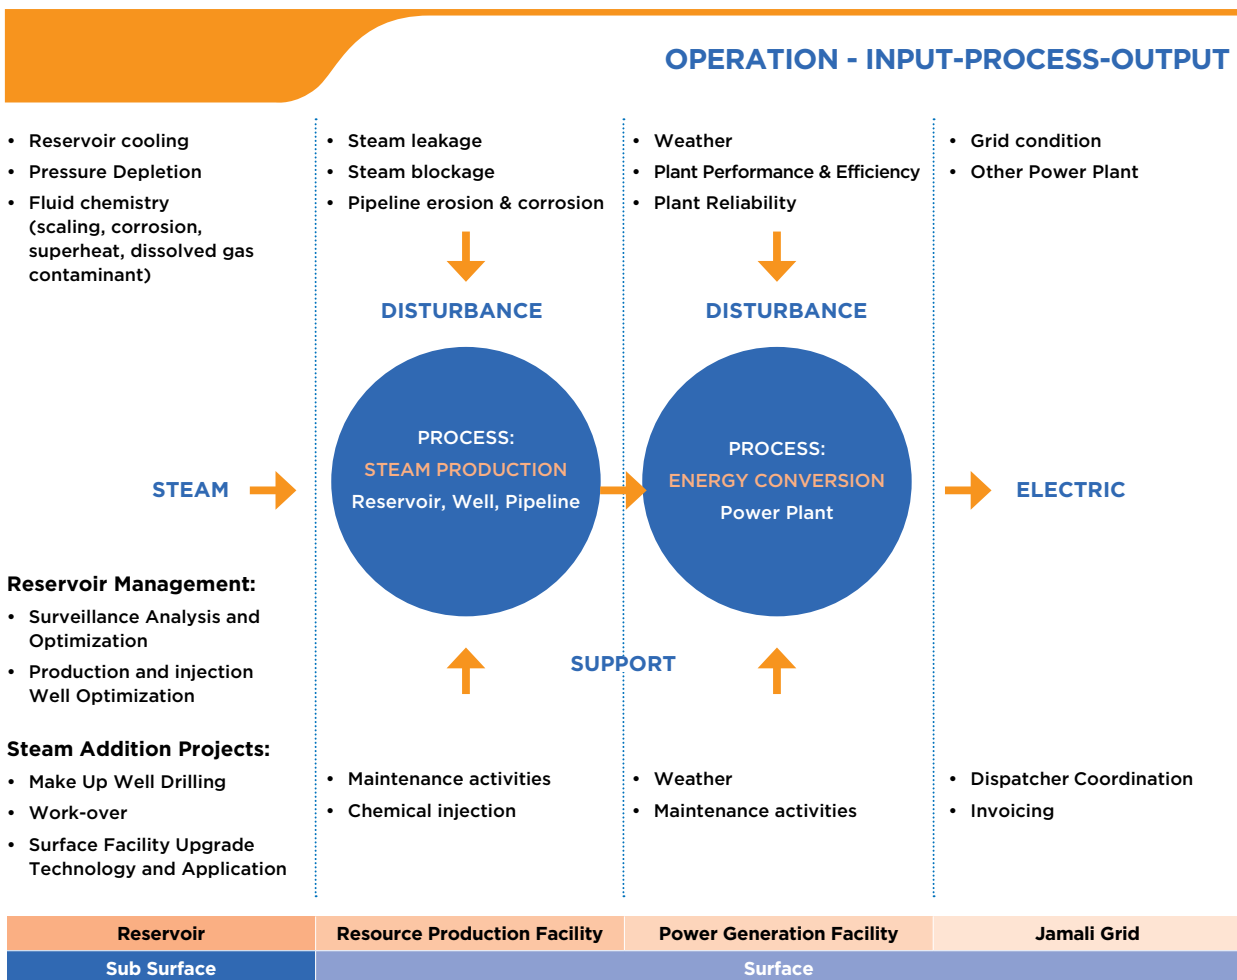 OPERATION - INPUT-PROCESS-OUTPUT
• Reservoir cooling
• Pressure Depletion
• Fluid chemistry
(scaling, corrosion,
superheat, dissolved gas
contaminant)
• Steam leakage
• Steam blockage
• Pipeline erosion & corrosion
• Weather
• Plant Performance & Efficiency
• Plant Reliability
• Grid condition
• Other Power Plant
DISTURBANCE
DISTURBANCE
STEAM
PROCESS:
STEAM PRODUCTION
Reservoir, Well, Pipeline
PROCESS:
ENERGY CONVERSION
Power Plant
ELECTRIC
SUPPORT
Reservoir Management:
• Surveillance Analysis and
Optimization
• Production and injection
Well Optimization
Steam Addition Projects:
• Make Up Well Drilling
• Work-over
• Surface Facility Upgrade
Technology and Application
• Maintenance activities
• Chemical injection
• Weather
• Maintenance activities
• Dispatcher Coordination
• Invoicing
Reservoir
Resource Production Facility
Power Generation Facility
Jamali Grid
Sub Surface
Surface